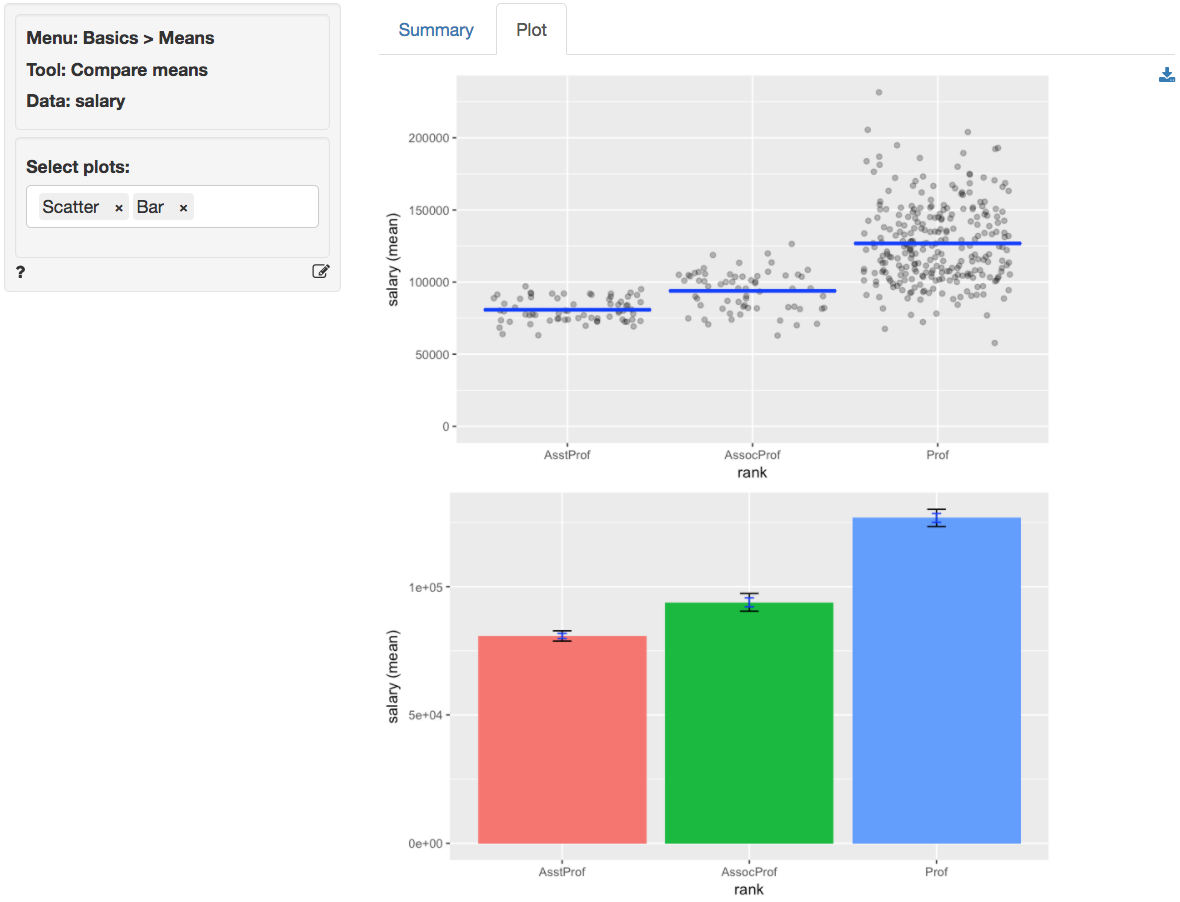 Menu: Basics > Means
Tool: Compare means
Data: salary
Select plots:
Scatter × Bar ×
?
Summary Plot
salary (mean)
200000
150000
100000
50000
0
AsstProf AssocProf Prof
rank
salary (mean)
1e+05
5e+04
0e+00
AsstProf AssocProf Prof
rank